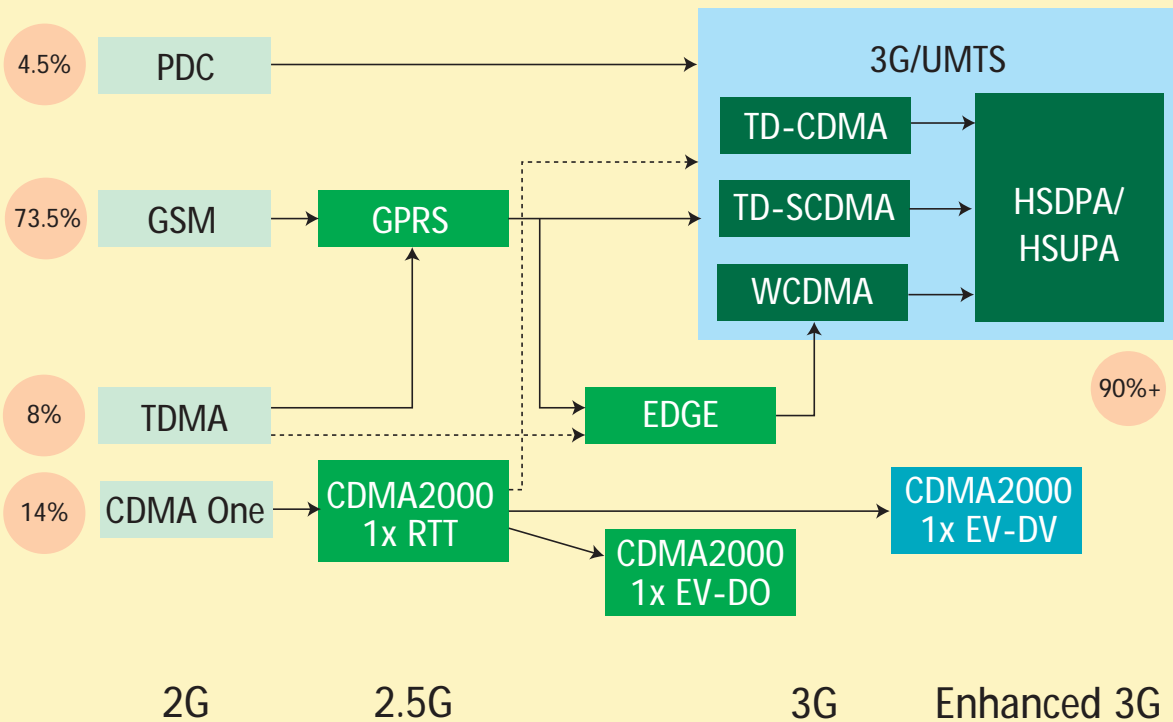 4.5%
PDC
3G/UMTS
TD-CDMA
73.5%
GSM
GPRS
TD-SCDMA
HSDPA/
HSUPA
WCDMA
8%
TDMA
EDGE
90%+
14%
CDMA One
CDMA2000
1x RTT
CDMA2000
1x EV-DO
CDMA2000
1x EV-DV
2G
2.5G
3G
Enhanced 3G